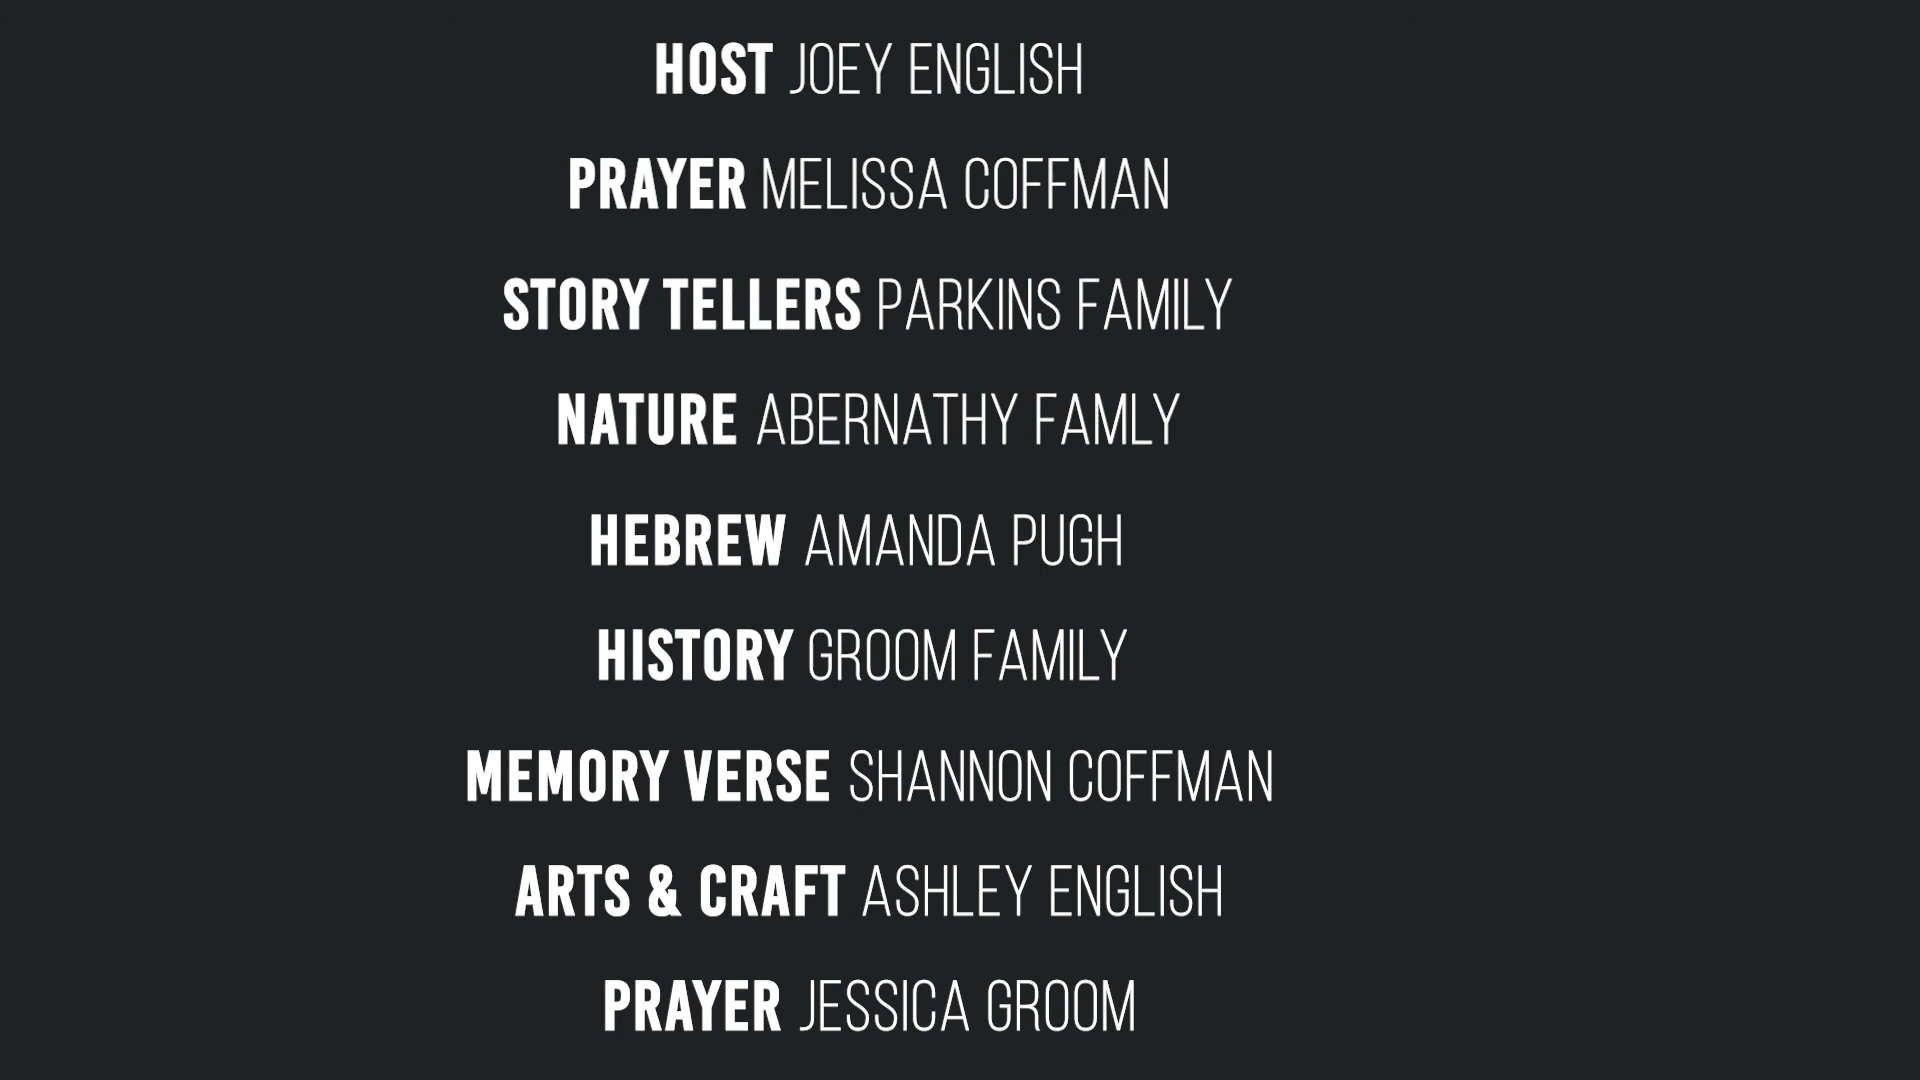 HOST JOEY ENGLISH
PRAYER MELISSA COFFMAN
STORY TELLERS PARKINS FAMILY
NATURE ABERNATHY FAMLY
HEBREW AMANDA PUGH
HISTORY GROOM FAMILY
MEMORY VERSE SHANNON COFFMAN
ARTS & CRAFT ASHLEY ENGLISH
PRAYER JESSICA GROOM